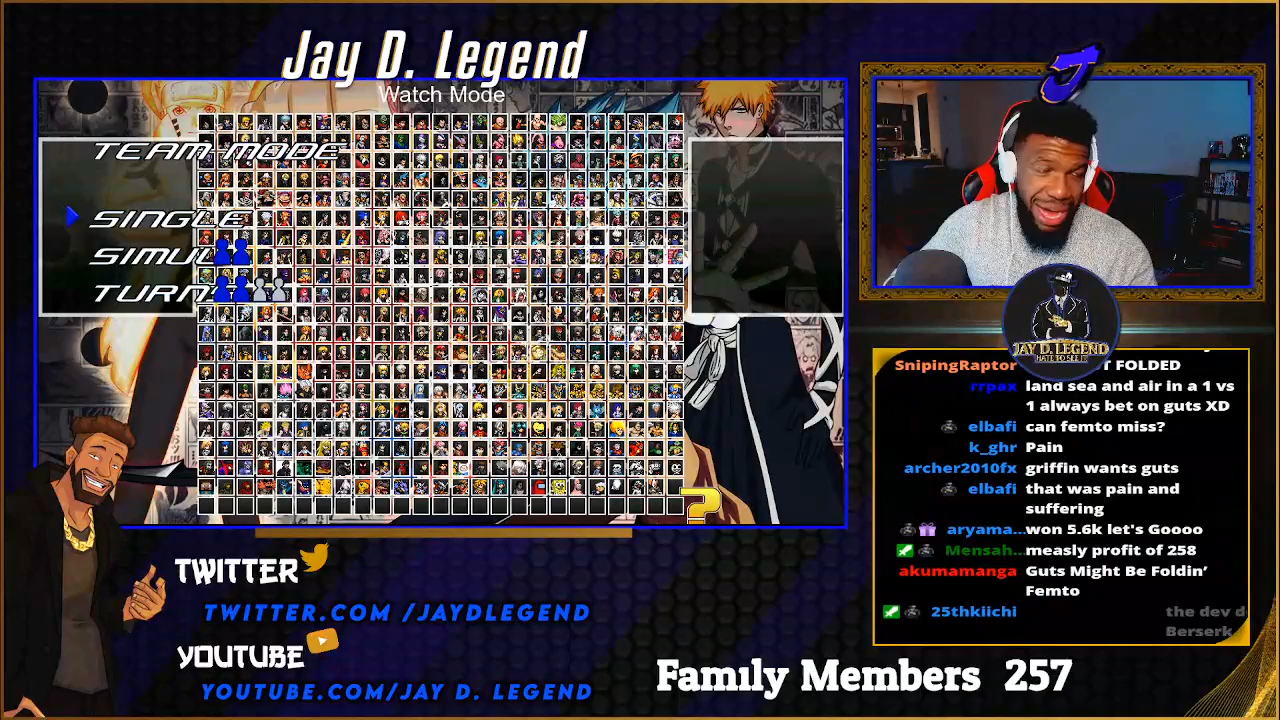 Jay D. Legend
Watch Mode
TEAM MODE
SINGLE
SIMUL
TURN
?
J
JAY D. LEGEND
SnipingRaptor T FOLDED
rrpax land sea and air in a 1 vs
1 always bet on guts XD
elbafi can femto miss?
k_ghr Pain
archer2010fx griffin wants guts
elbafi that was pain and
suffering
aryama... won 5.6k let's Goooo
Mensah... measly profit of 258
akumamanga Guts Might Be Foldin'
Femto
25thkiichi the dev d
Berserk
TWITTER
TWITTER.COM /JAYDLEGEND
YOUTUBE
YOUTUBE.COM/JAY D. LEGEND
Family Members 257